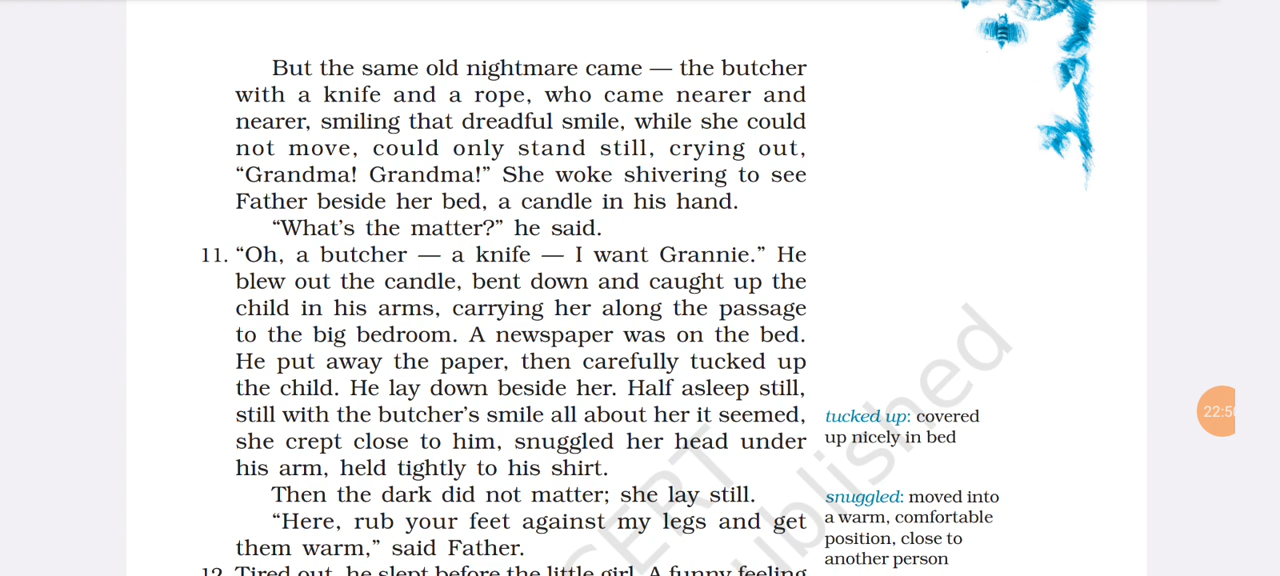 But the same old nightmare came — the butcher
with a knife and a rope, who came nearer and
nearer, smiling that dreadful smile, while she could
not move, could only stand still, crying out,
“Grandma! Grandma!” She woke shivering to see
Father beside her bed, a candle in his hand.
“What’s the matter?” he said.
11. “Oh, a butcher — a knife — I want Grannie.” He
blew out the candle, bent down and caught up the
child in his arms, carrying her along the passage
to the big bedroom. A newspaper was on the bed.
He put away the paper, then carefully tucked up
the child. He lay down beside her. Half asleep still,
still with the butcher’s smile all about her it seemed,
she crept close to him, snuggled her head under
his arm, held tightly to his shirt.
Then the dark did not matter; she lay still.
“Here, rub your feet against my legs and get
them warm,” said Father.
12. Tired out, he slept before the little girl. A funny feeling
tucked up: covered
up nicely in bed
snuggled: moved into
a warm, comfortable
position, close to
another person
CERT
ublished
22:5